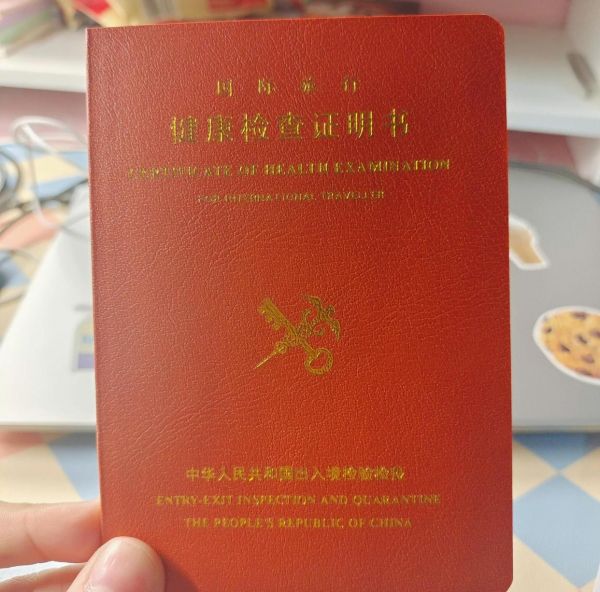 国际旅行
健康检查证明书
CERTIFICATE OF HEALTH EXAMINATION
FOR INTERNATIONAL TRAVELLER
中华人民共和国出入境检验检疫
ENTRY-EXIT INSPECTION AND QUARANTINE
THE PEOPLE'S REPUBLIC OF CHINA